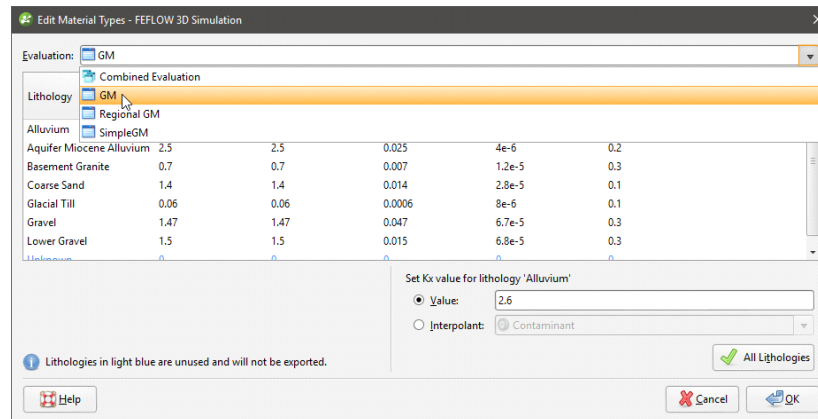 Edit Material Types - FEFLOW 3D Simulation
Evaluation: GM
Combined Evaluation
Lithology GM
Regional GM
Alluvium SimpleGM
Aquifer Miocene Alluvium 2.5 2.5 0.025 4e-6 0.2
Basement Granite 0.7 0.7 0.007 1.2e-5 0.3
Coarse Sand 1.4 1.4 0.014 2.8e-5 0.1
Glacial Till 0.06 0.06 0.0006 8e-6 0.1
Gravel 1.47 1.47 0.047 6.7e-5 0.3
Lower Gravel 1.5 1.5 0.015 6.8e-5 0.3
Unknown 0 0 0 0 0
Set Kx value for lithology 'Alluvium'
Value: 2.6
Interpolant: Contaminant
Lithologies in light blue are unused and will not be exported.
All Lithologies
Help Cancel OK